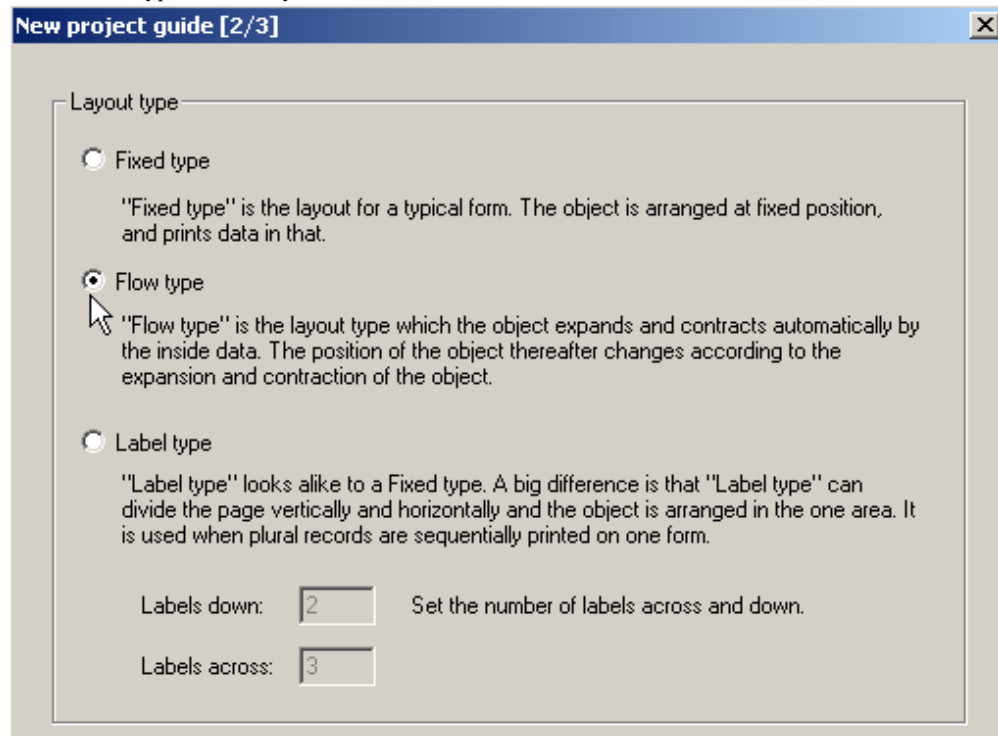 New project guide [2/3]
Layout type
Fixed type
"Fixed type" is the layout for a typical form. The object is arranged at fixed position,
and prints data in that.
Flow type
"Flow type" is the layout type which the object expands and contracts automatically by
the inside data. The position of the object thereafter changes according to the
expansion and contraction of the object.
Label type
"Label type" looks alike to a Fixed type. A big difference is that "Label type" can
divide the page vertically and horizontally and the object is arranged in the one area. It
is used when plural records are sequentially printed on one form.
Labels down: 2 Set the number of labels across and down.
Labels across: 3